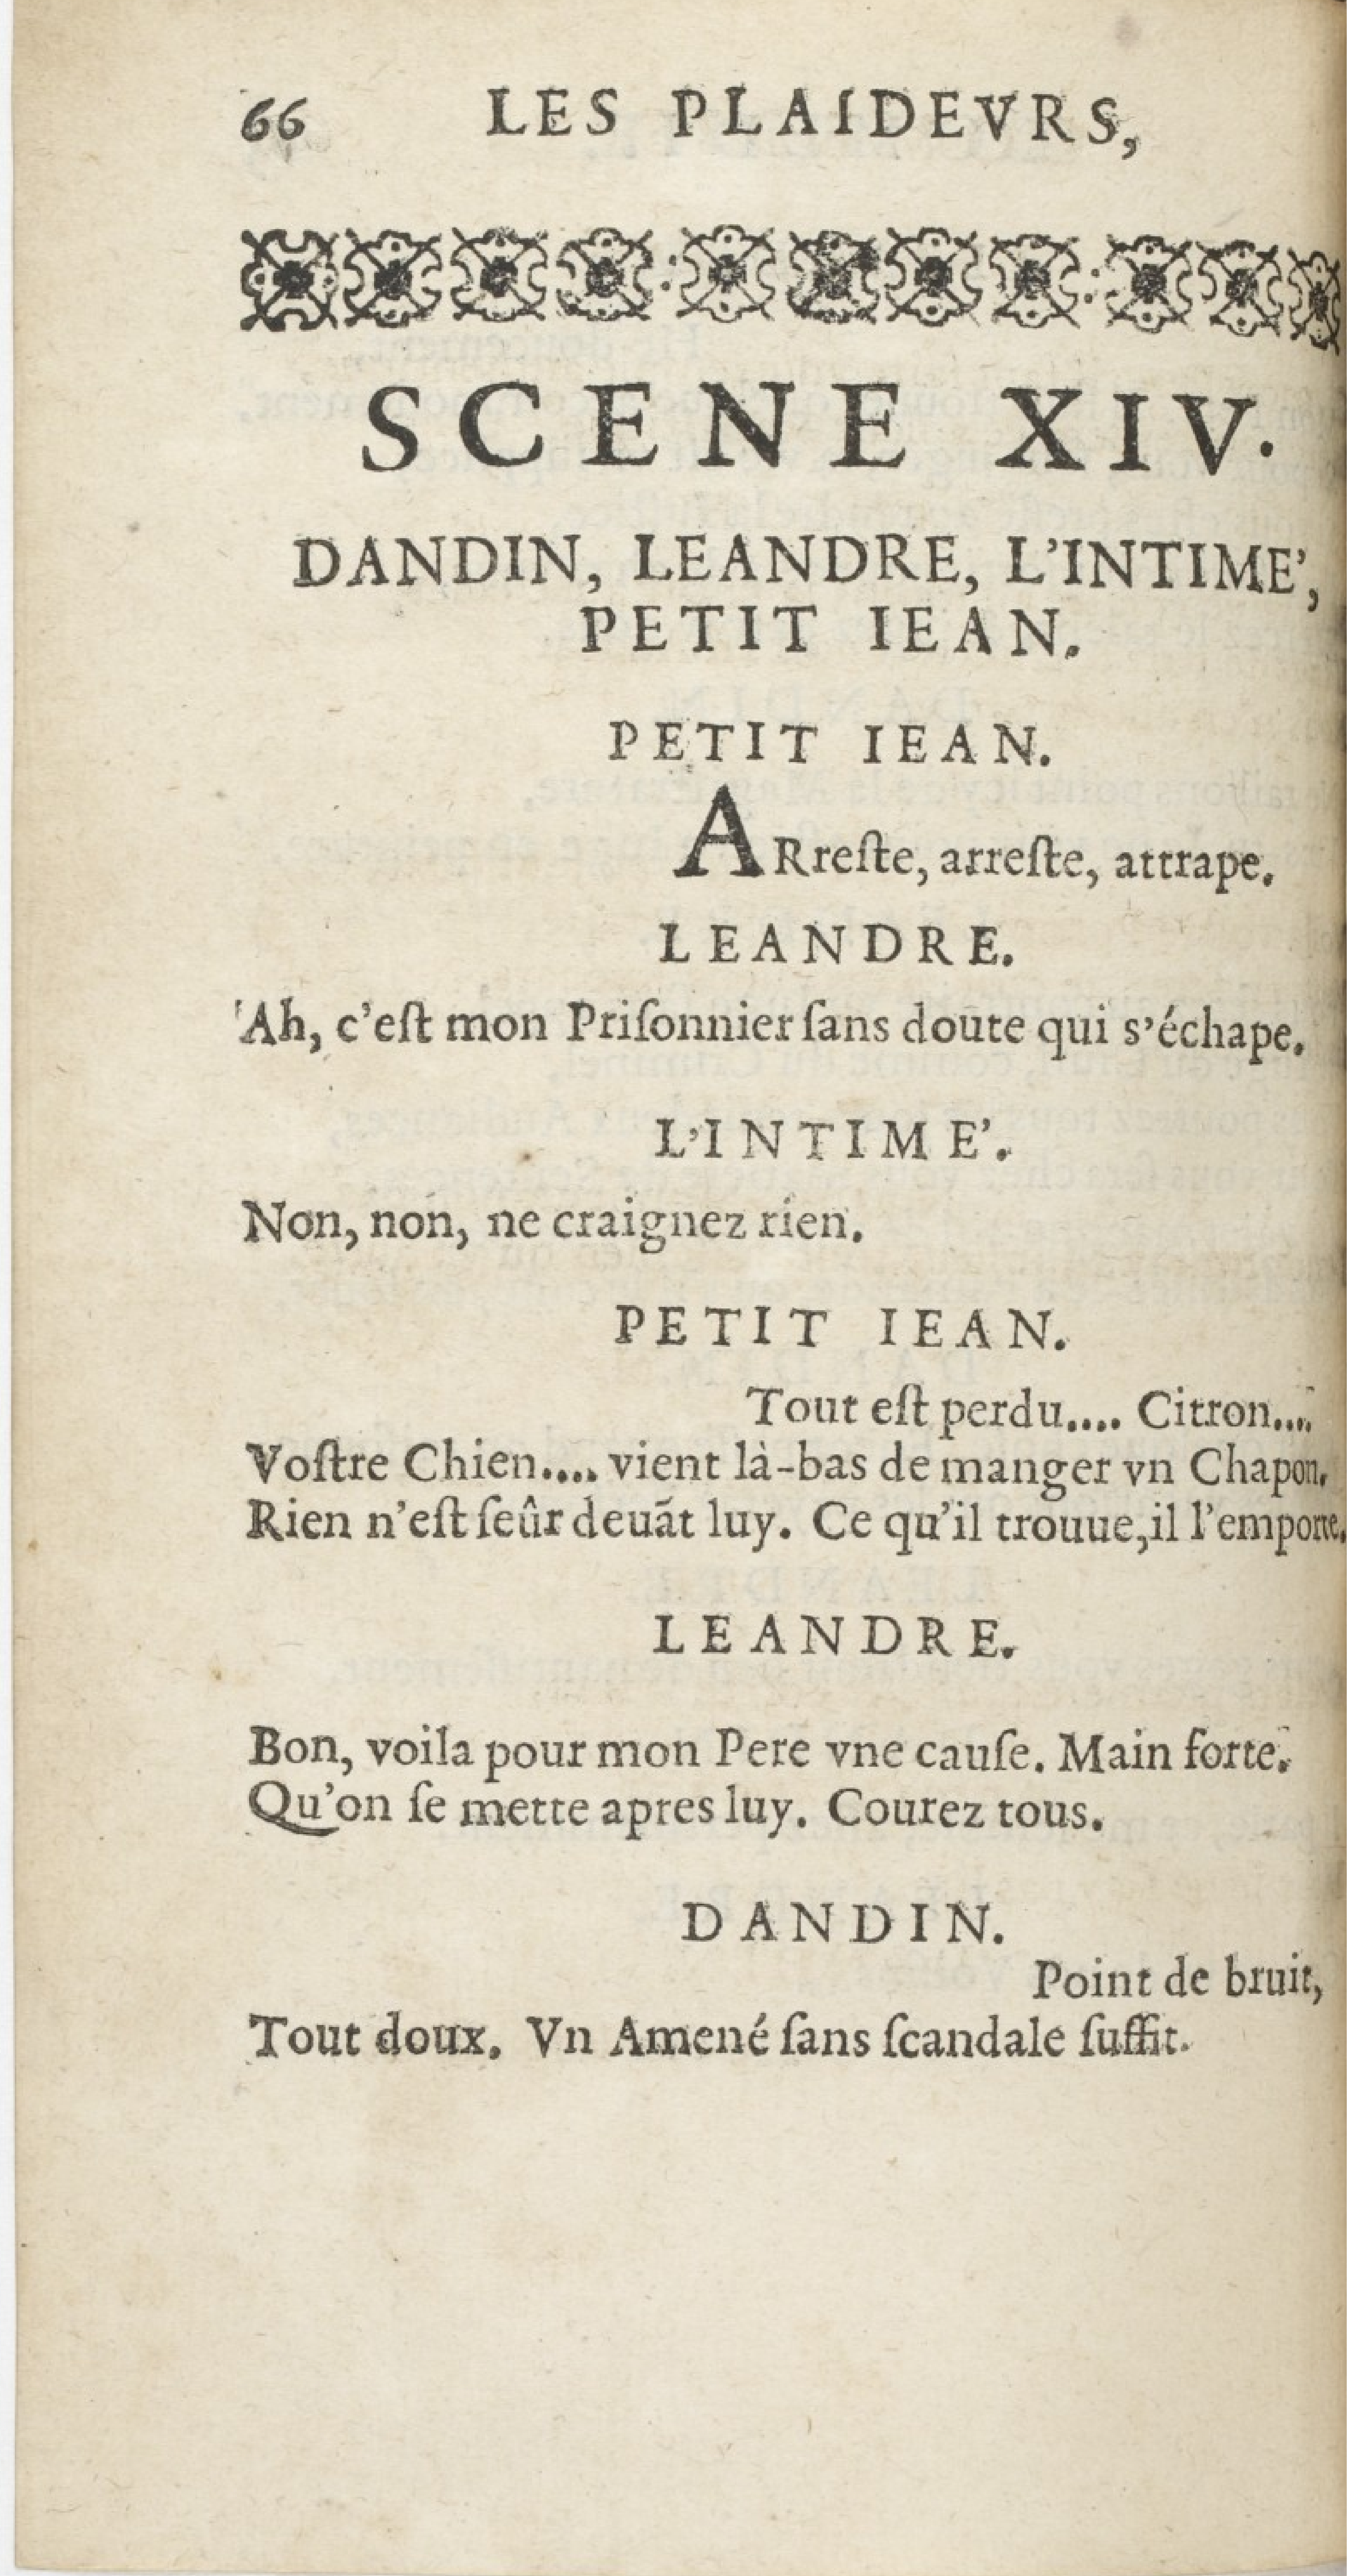 66 LES PLAIDEVRS,
SCENE XIV.
DANDIN, LEANDRE, L'INTIME',
PETIT IEAN.
PETIT IEAN.
ARreſte, arreſte, attrape.
LEANDRE.
Ah, c'eſt mon Priſonnier ſans doute qui s'échape.
L'INTIME'.
Non, non, ne craignez rien.
PETIT IEAN.
Tout eſt perdu.... Citron....
Voſtre Chien.... vient là-bas de manger vn Chapon.
Rien n'eſt ſeûr deuãt luy. Ce qu'il trouue, il l'emporte.
LEANDRE.
Bon, voila pour mon Pere vne cauſe. Main forte.
Qu'on ſe mette apres luy. Courez tous.
DANDIN.
Point de bruit,
Tout doux. Vn Amené ſans ſcandale ſuffit.